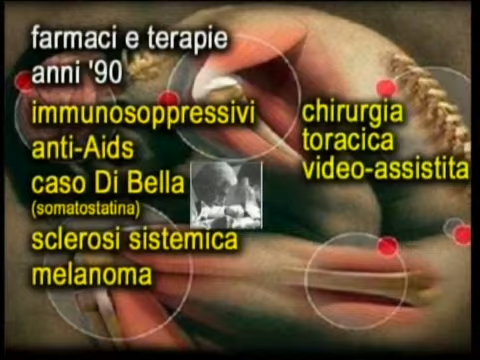 farmaci e terapie
anni '90
immunosoppressivi
anti-Aids
caso Di Bella
(somatostatina)
sclerosi sistemica
melanoma
chirurgia
toracica
video-assistita